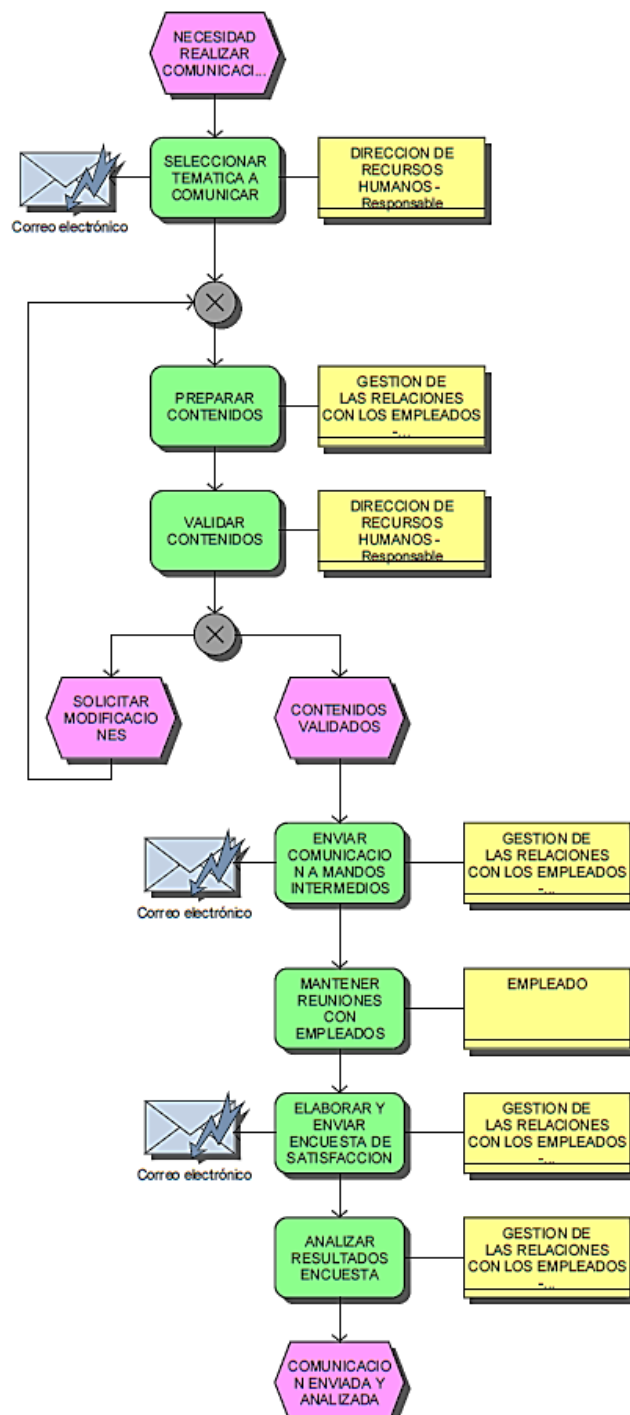 NECESIDAD
REALIZAR
COMUNICACI...
SELECCIONAR
TEMATICA A
COMUNICAR
DIRECCION DE
RECURSOS
HUMANOS -
Responsable
Correo electrónico
PREPARAR
CONTENIDOS
GESTION DE
LAS RELACIONES
CON LOS EMPLEADOS
-...
VALIDAR
CONTENIDOS
DIRECCION DE
RECURSOS
HUMANOS -
Responsable
SOLICITAR
MODIFICACIO
NES
CONTENIDOS
VALIDADOS
ENVIAR
COMUNICACIO
N A MANDOS
INTERMEDIOS
GESTION DE
LAS RELACIONES
CON LOS EMPLEADOS
-...
Correo electrónico
MANTENER
REUNIONES
CON
EMPLEADOS
EMPLEADO
ELABORAR Y
ENVIAR
ENCUESTA DE
SATISFACCION
GESTION DE
LAS RELACIONES
CON LOS EMPLEADOS
-...
Correo electrónico
ANALIZAR
RESULTADOS
ENCUESTA
GESTION DE
LAS RELACIONES
CON LOS EMPLEADOS
-...
COMUNICACIO
N ENVIADA Y
ANALIZADA